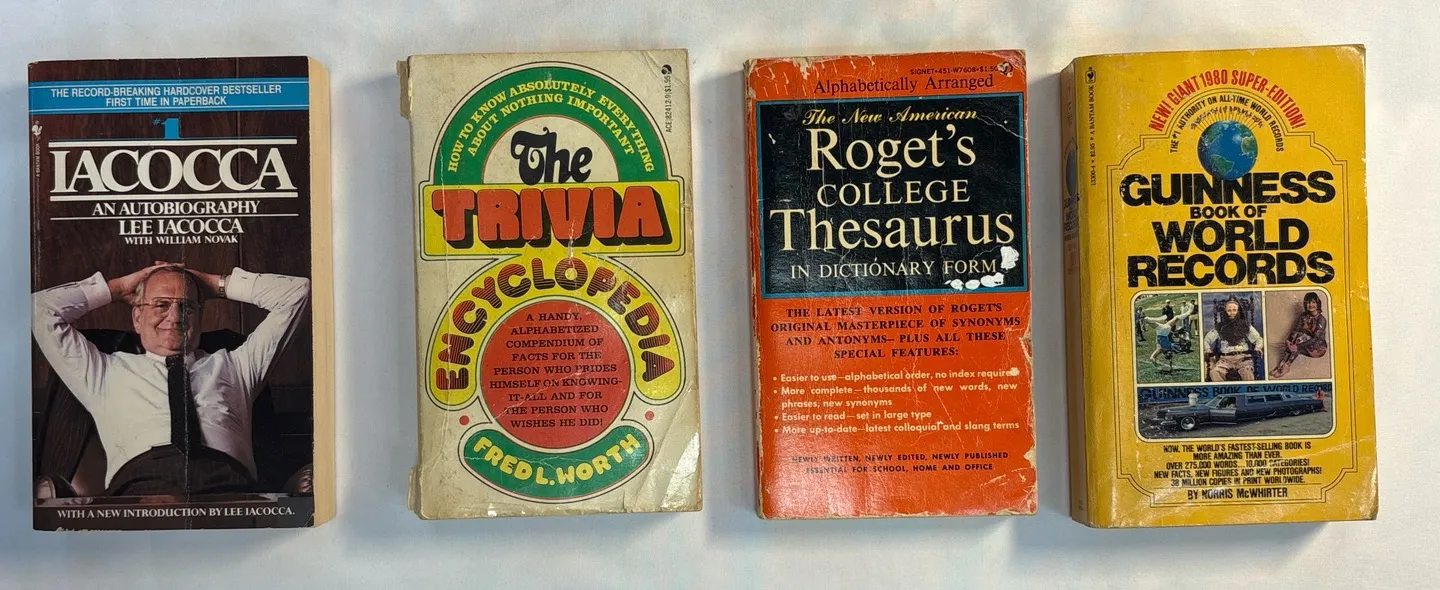 THE RECORD-BREAKING HARDCOVER BESTSELLER
FIRST TIME IN PAPERBACK
#1
IACOCCA
AN AUTOBIOGRAPHY
LEE IACOCCA
WITH WILLIAM NOVAK
WITH A NEW INTRODUCTION BY LEE IACOCCA.
HOW TO KNOW ABSOLUTELY EVERYTHING
ABOUT NOTHING IMPORTANT
The
TRIVIA
ENCYCLOPEDIA
A HANDY,
ALPHABETIZED
COMPENDIUM OF
FACTS FOR THE
PERSON WHO PRIDES
HIMSELF ON KNOWING-
IT-ALL AND FOR
THE PERSON WHO
WISHES HE DID!
FRED L. WORTH
SIGNET•451-W7608•$1.50
Alphabetically Arranged
The New American
Roget's
COLLEGE
Thesaurus
IN DICTIONARY FORM
THE LATEST VERSION OF ROGET'S
ORIGINAL MASTERPIECE OF SYNONYMS
AND ANTONYMS—PLUS ALL THESE
SPECIAL FEATURES:
• Easier to use—alphabetical order, no index required
• More complete—thousands of new words, new
phrases, new synonyms
• Easier to read—set in large type
• More up-to-date—latest colloquial and slang terms
NEWLY WRITTEN, NEWLY EDITED, NEWLY PUBLISHED
ESSENTIAL FOR SCHOOL, HOME AND OFFICE
NEW! GIANT 1980 SUPER-EDITION!
THE #1 AUTHORITY ON ALL-TIME WORLD RECORDS
GUINNESS
BOOK OF
WORLD
RECORDS
GUINNESS BOOK OF WORLD RECORD
NOW, THE WORLD'S FASTEST-SELLING BOOK IS
MORE AMAZING THAN EVER.
OVER 275,000 WORDS...10,000 CATEGORIES!
NEW FACTS, NEW FIGURES AND NEW PHOTOGRAPHS!
38 MILLION COPIES IN PRINT WORLDWIDE.
BY NORRIS McWHIRTER